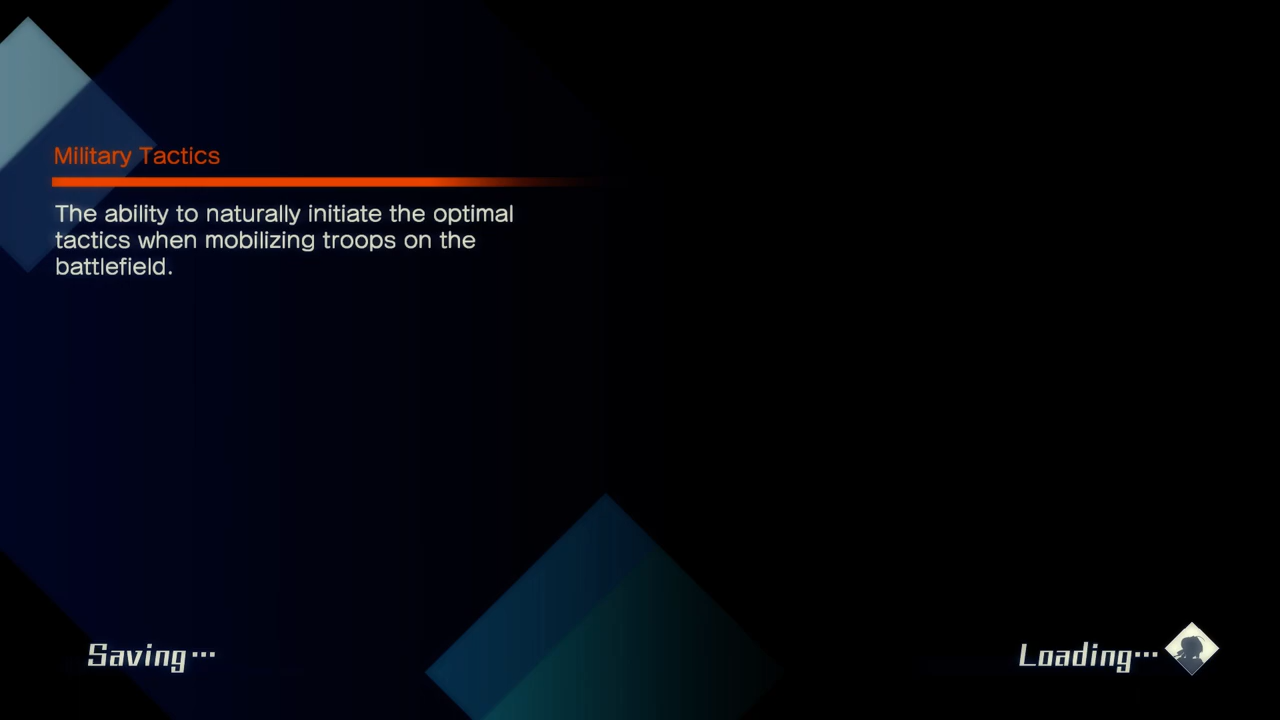 Military Tactics
The ability to naturally initiate the optimal
tactics when mobilizing troops on the
battlefield.
Saving…
Loading…